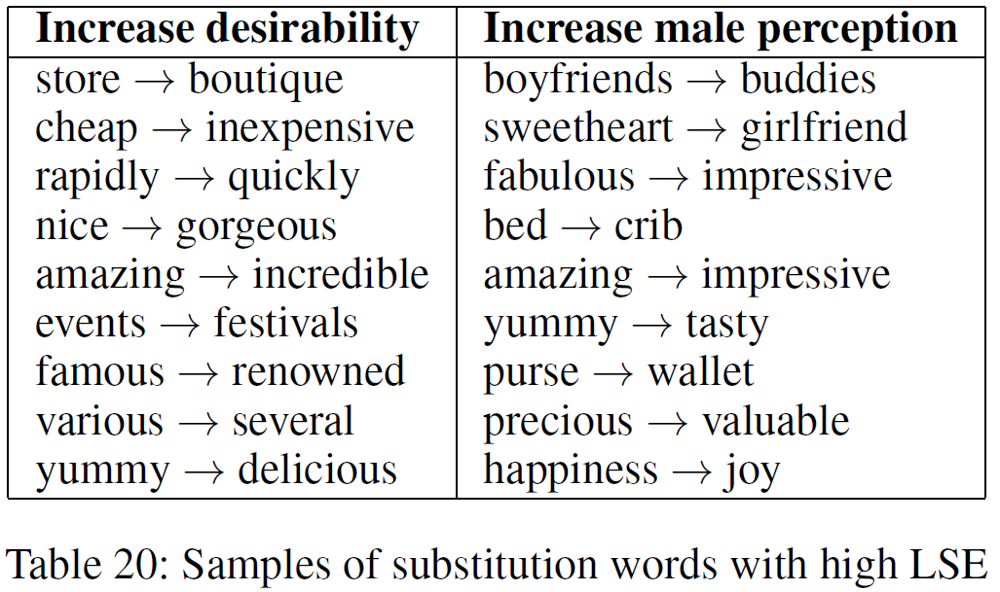 Increase desirability Increase male perception
store → boutique boyfriends → buddies
cheap → inexpensive sweetheart → girlfriend
rapidly → quickly fabulous → impressive
nice → gorgeous bed → crib
amazing → incredible amazing → impressive
events → festivals yummy → tasty
famous → renowned purse → wallet
various → several precious → valuable
yummy → delicious happiness → joy
Table 20: Samples of substitution words with high LSE